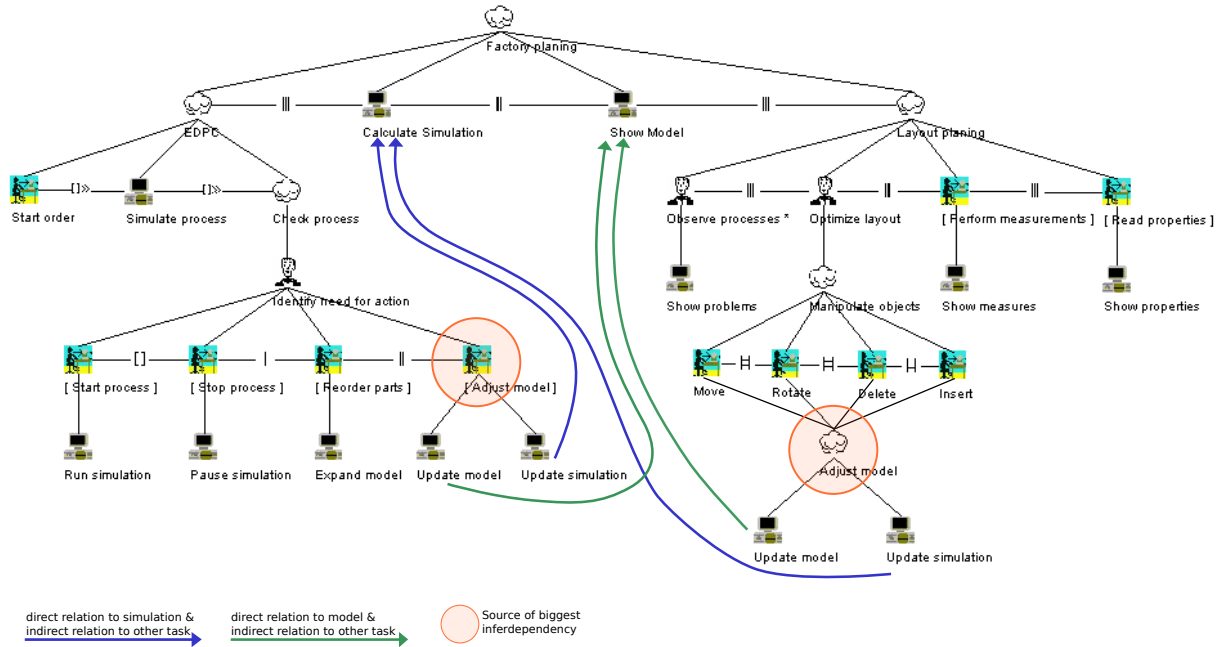 Factory planing
EDPC
|||
Calculate Simulation
|||
Show Model
|||
Layout planing
Start order
[]»
Simulate process
[]»
Check process
Observe processes *
|||
Optimize layout
|||
[ Perform measurements ]
|||
[ Read properties ]
Show problems
Manipulate objects
Show measures
Show properties
Identify need for action
[ Start process ]
[]
[ Stop process ]
|
[ Reorder parts ]
||
[ Adjust model ]
Move
|=|
Rotate
|=|
Delete
|=|
Insert
Run simulation
Pause simulation
Expand model
Update model
Update simulation
Adjust model
Update model
Update simulation
direct relation to simulation &
indirect relation to other task
direct relation to model &
indirect relation to other task
Source of biggest
inferdependency